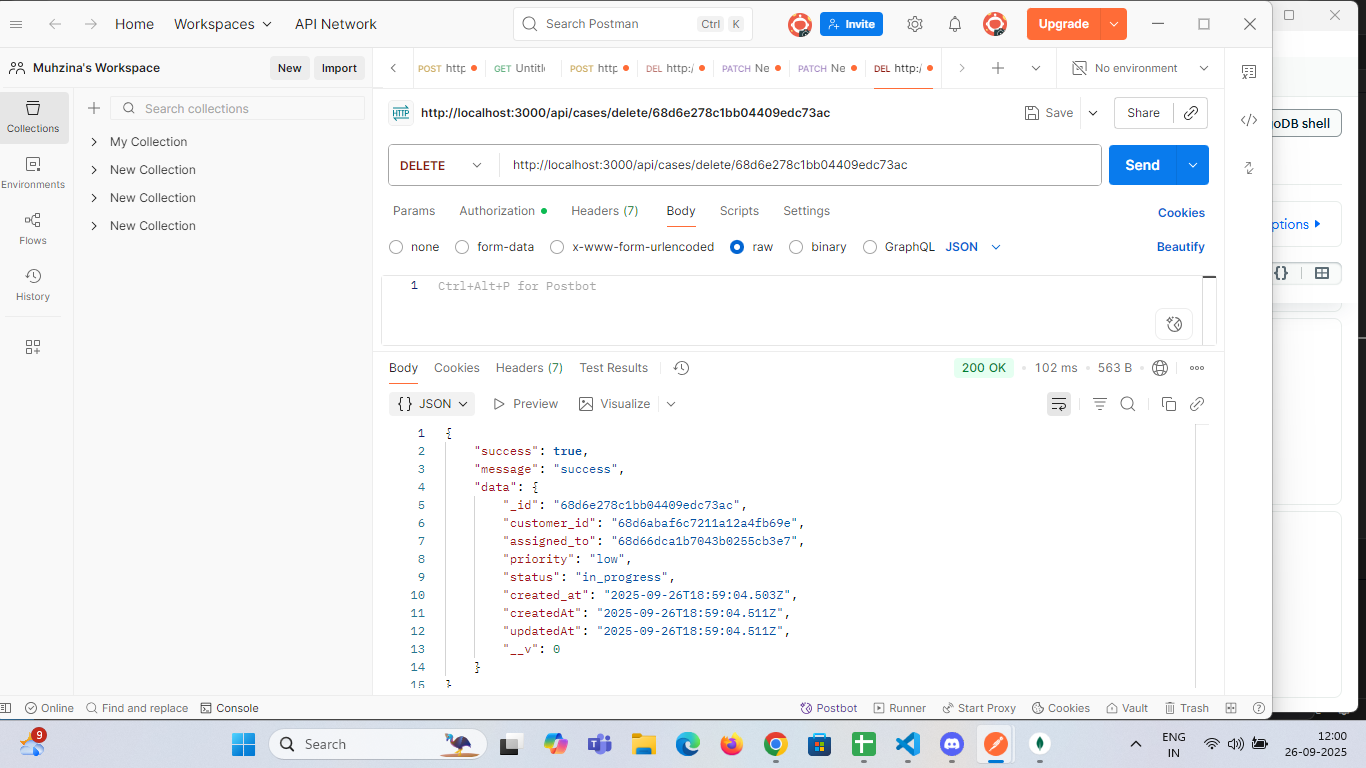 Home Workspaces API Network Search Postman Ctrl K Invite Upgrade
Muhzina's Workspace New Import POST http GET Untitle POST http DEL http:/ PATCH Ne PATCH Ne DEL http:/ No environment
Collections
Environments
Flows
History
Search collections
My Collection
New Collection
New Collection
New Collection
HTTP http://localhost:3000/api/cases/delete/68d6e278c1bb04409edc73ac Save Share
DELETE http://localhost:3000/api/cases/delete/68d6e278c1bb04409edc73ac Send
Params Authorization Headers (7) Body Scripts Settings Cookies
none form-data x-www-form-urlencoded raw binary GraphQL JSON Beautify
1 Ctrl+Alt+P for Postbot
Body Cookies Headers (7) Test Results 200 OK 102 ms 563 B
{} JSON Preview Visualize
1 {
2 "success": true,
3 "message": "success",
4 "data": {
5 "_id": "68d6e278c1bb04409edc73ac",
6 "customer_id": "68d6abaf6c7211a12a4fb69e",
7 "assigned_to": "68d66dca1b7043b0255cb3e7",
8 "priority": "low",
9 "status": "in_progress",
10 "created_at": "2025-09-26T18:59:04.503Z",
11 "createdAt": "2025-09-26T18:59:04.511Z",
12 "updatedAt": "2025-09-26T18:59:04.511Z",
13 "__v": 0
14 }
15 }
oDB shell
ptions
{}
Online Find and replace Console Postbot Runner Start Proxy Cookies Vault Trash
9 Search ENG 12:00
IN 26-09-2025